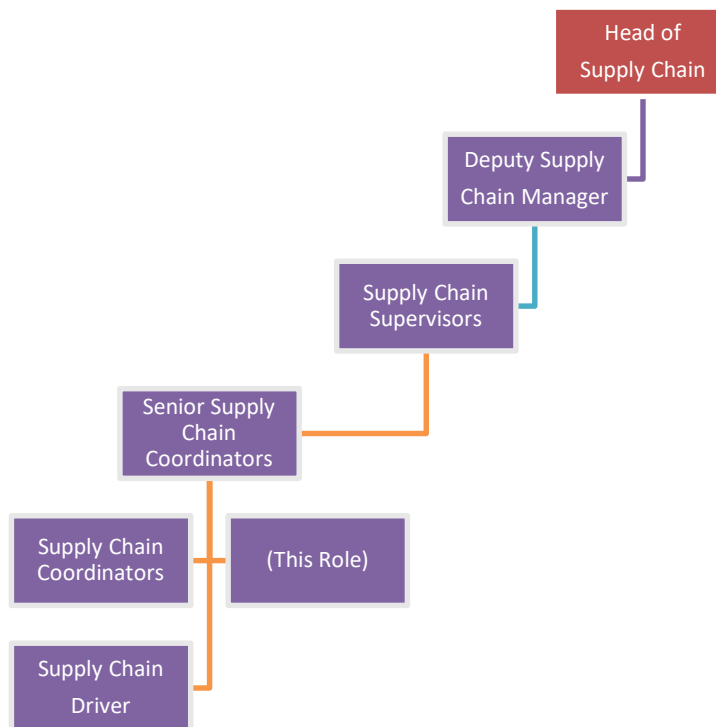 Head of
Supply Chain
Deputy Supply
Chain Manager
Supply Chain
Supervisors
Senior Supply
Chain
Coordinators
Supply Chain
Coordinators
(This Role)
Supply Chain
Driver